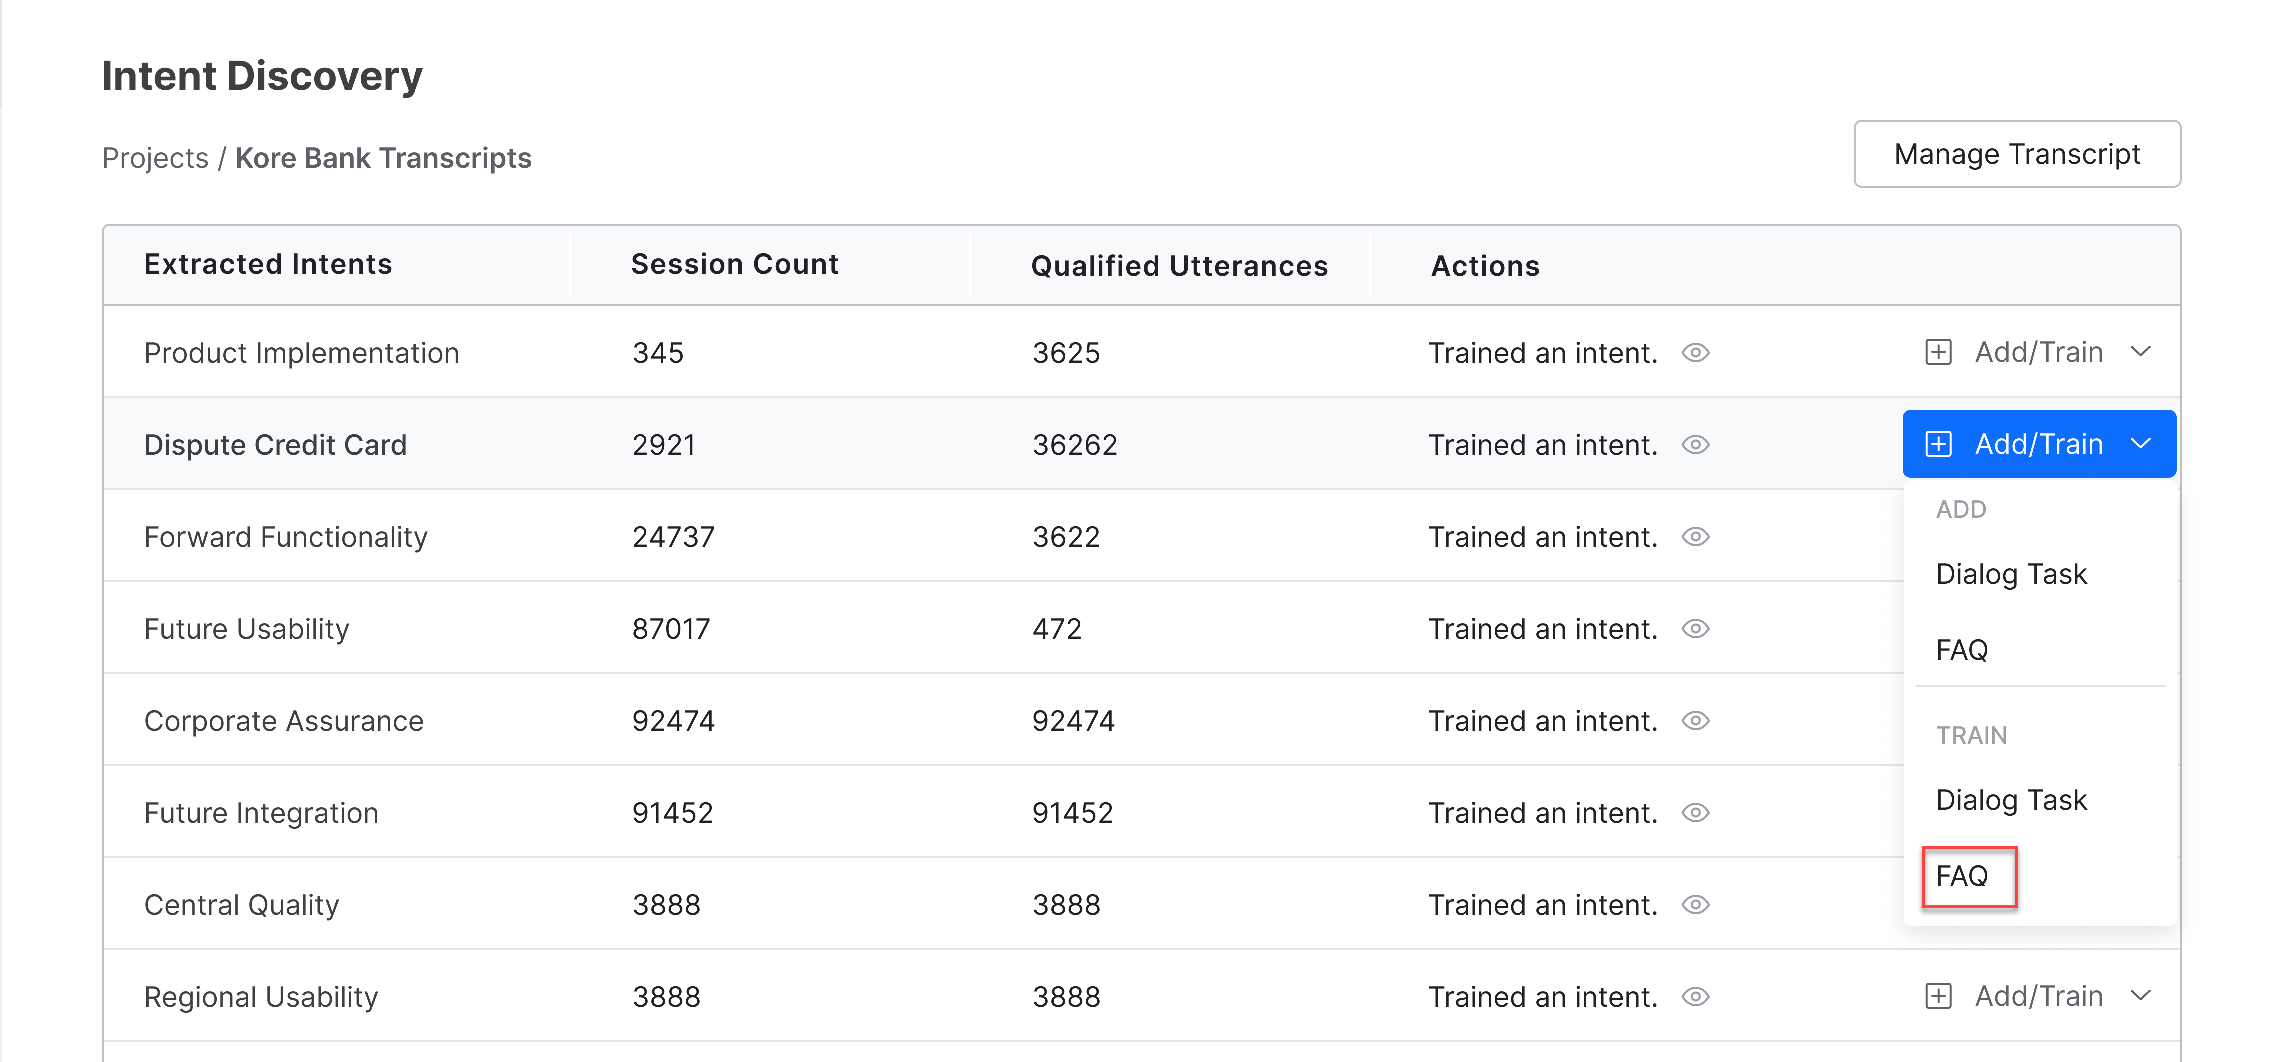 Intent Discovery
Projects / Kore Bank Transcripts
Manage Transcript
Extracted Intents Session Count Qualified Utterances Actions
Product Implementation 345 3625 Trained an intent. Add/Train
Dispute Credit Card 2921 36262 Trained an intent. Add/Train
ADD
Forward Functionality 24737 3622 Trained an intent.
Dialog Task
Future Usability 87017 472 Trained an intent.
FAQ
Corporate Assurance 92474 92474 Trained an intent.
TRAIN
Future Integration 91452 91452 Trained an intent.
Dialog Task
FAQ
Central Quality 3888 3888 Trained an intent.
Regional Usability 3888 3888 Trained an intent. Add/Train